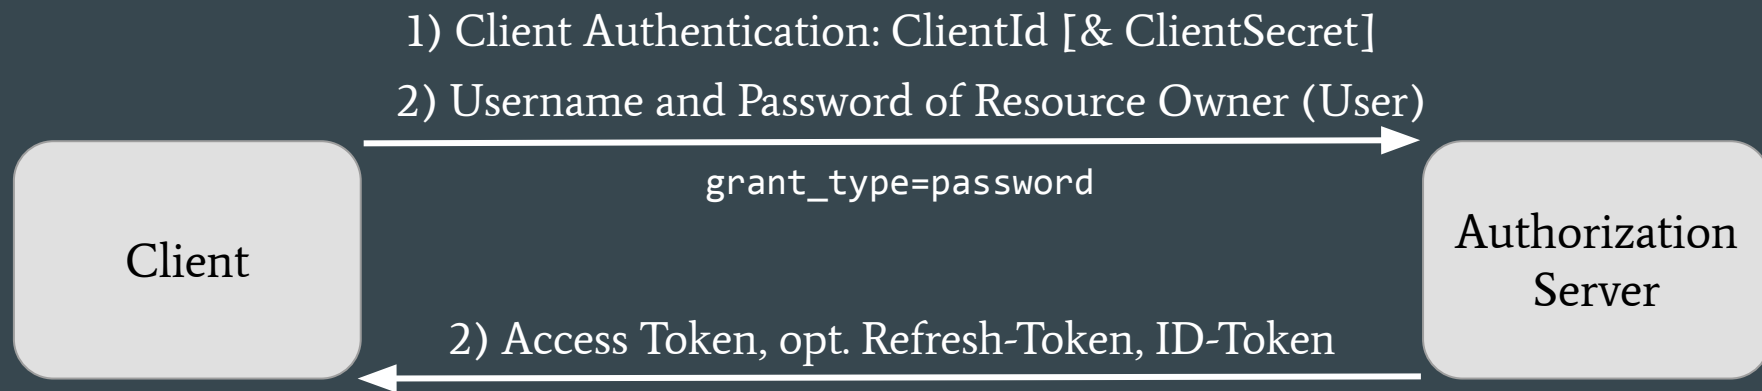 1) Client Authentication: ClientId [& ClientSecret]
2) Username and Password of Resource Owner (User)
grant_type=password
Client
Authorization
Server
2) Access Token, opt. Refresh-Token, ID-Token